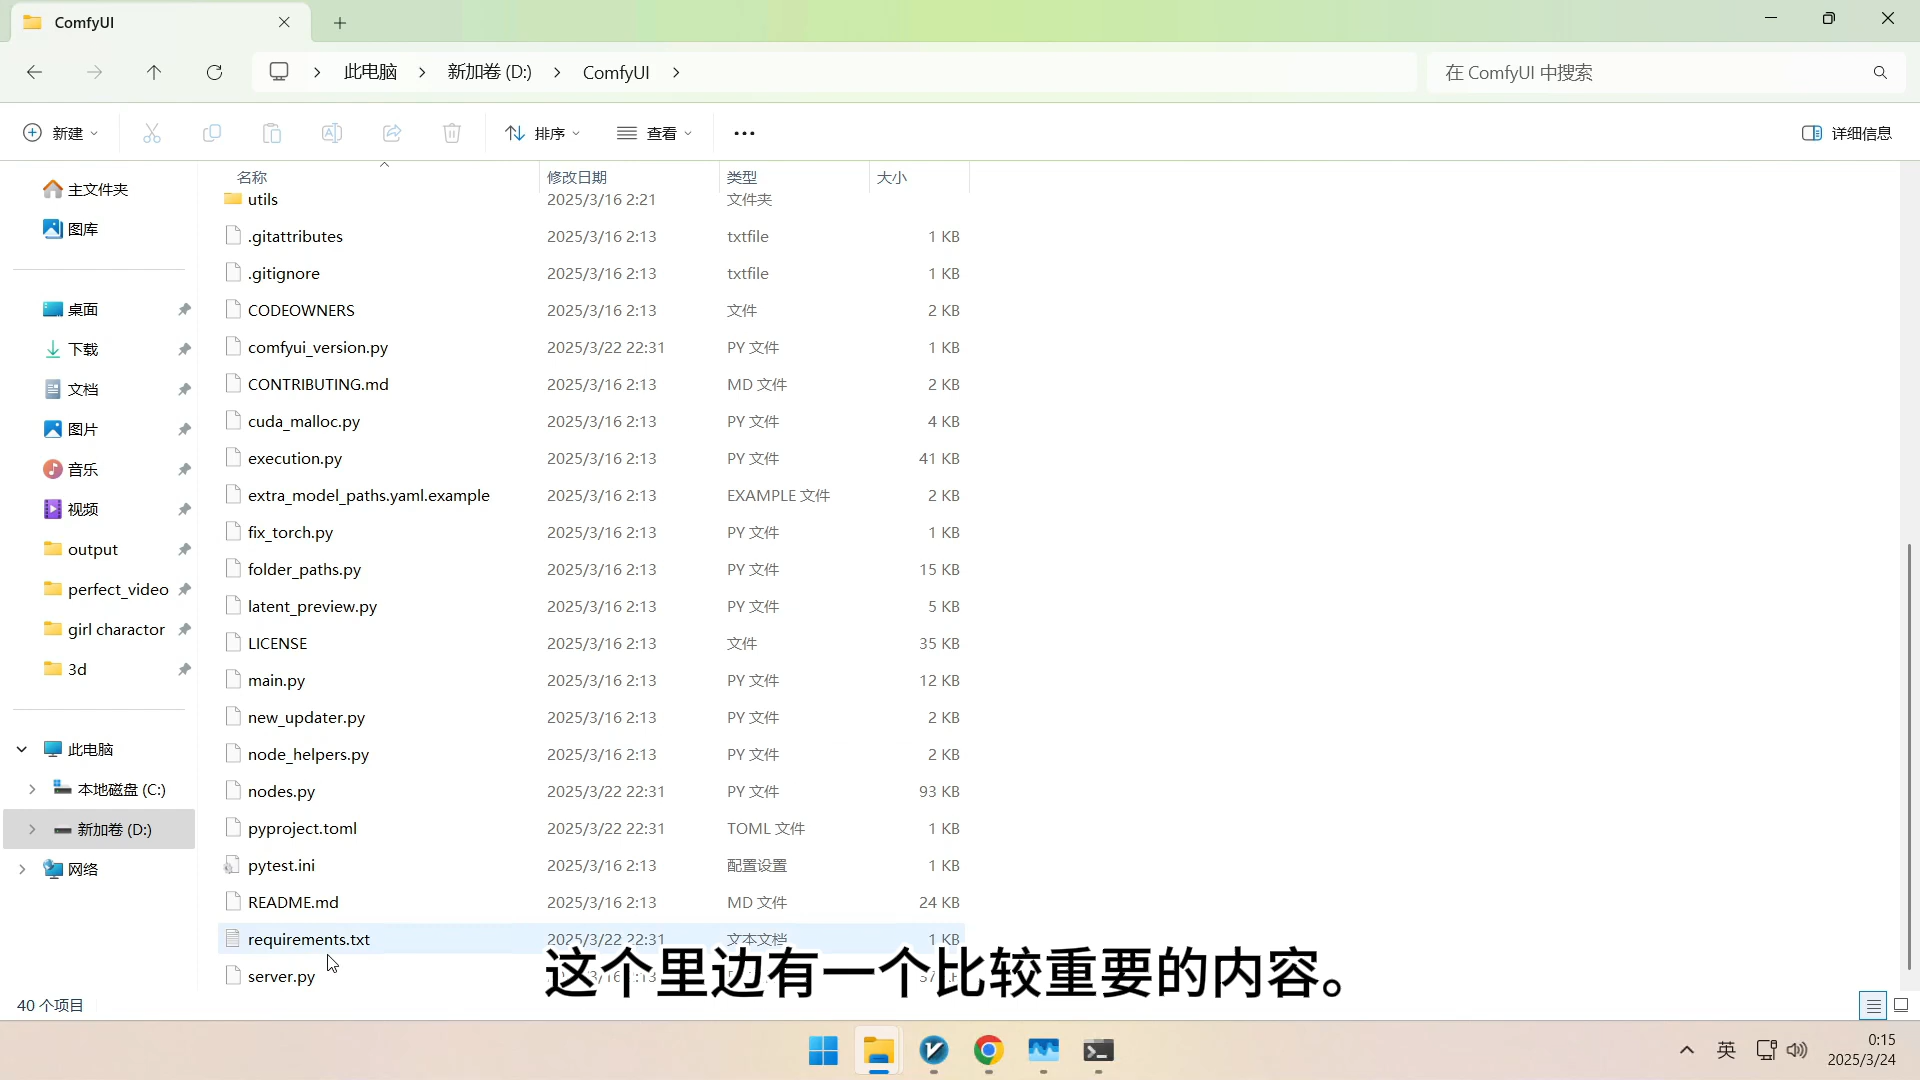 ComfyUI
此电脑
新加卷 (D:)
ComfyUI
在 ComfyUI 中搜索
新建
排序
查看
详细信息
名称 修改日期 类型 大小
utils 2025/3/16 2:21 文件夹
.gitattributes 2025/3/16 2:13 txtfile 1 KB
.gitignore 2025/3/16 2:13 txtfile 1 KB
CODEOWNERS 2025/3/16 2:13 文件 2 KB
comfyui_version.py 2025/3/22 22:31 PY 文件 1 KB
CONTRIBUTING.md 2025/3/16 2:13 MD 文件 2 KB
cuda_malloc.py 2025/3/16 2:13 PY 文件 4 KB
execution.py 2025/3/16 2:13 PY 文件 41 KB
extra_model_paths.yaml.example 2025/3/16 2:13 EXAMPLE 文件 2 KB
fix_torch.py 2025/3/16 2:13 PY 文件 1 KB
folder_paths.py 2025/3/16 2:13 PY 文件 15 KB
latent_preview.py 2025/3/16 2:13 PY 文件 5 KB
LICENSE 2025/3/16 2:13 文件 35 KB
main.py 2025/3/16 2:13 PY 文件 12 KB
new_updater.py 2025/3/16 2:13 PY 文件 2 KB
node_helpers.py 2025/3/16 2:13 PY 文件 2 KB
nodes.py 2025/3/22 22:31 PY 文件 93 KB
pyproject.toml 2025/3/22 22:31 TOML 文件 1 KB
pytest.ini 2025/3/16 2:13 配置设置 1 KB
README.md 2025/3/16 2:13 MD 文件 24 KB
requirements.txt 2025/3/22 22:31 文本文档 1 KB
server.py
主文件夹
图库
桌面
下载
文档
图片
音乐
视频
output
perfect_video
girl charactor
3d
此电脑
本地磁盘 (C:)
新加卷 (D:)
网络
这个里边有一个比较重要的内容。
40 个项目
英
0:15
2025/3/24